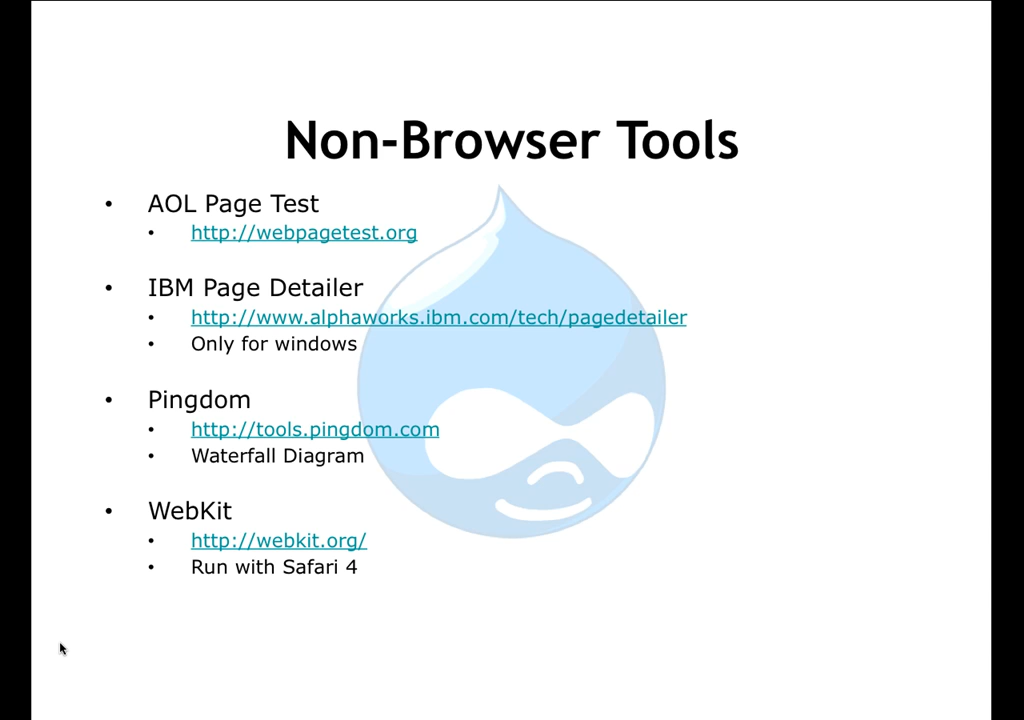 Non-Browser Tools
• AOL Page Test
• http://webpagetest.org
• IBM Page Detailer
• http://www.alphaworks.ibm.com/tech/pagedetailer
• Only for windows
• Pingdom
• http://tools.pingdom.com
• Waterfall Diagram
• WebKit
• http://webkit.org/
• Run with Safari 4